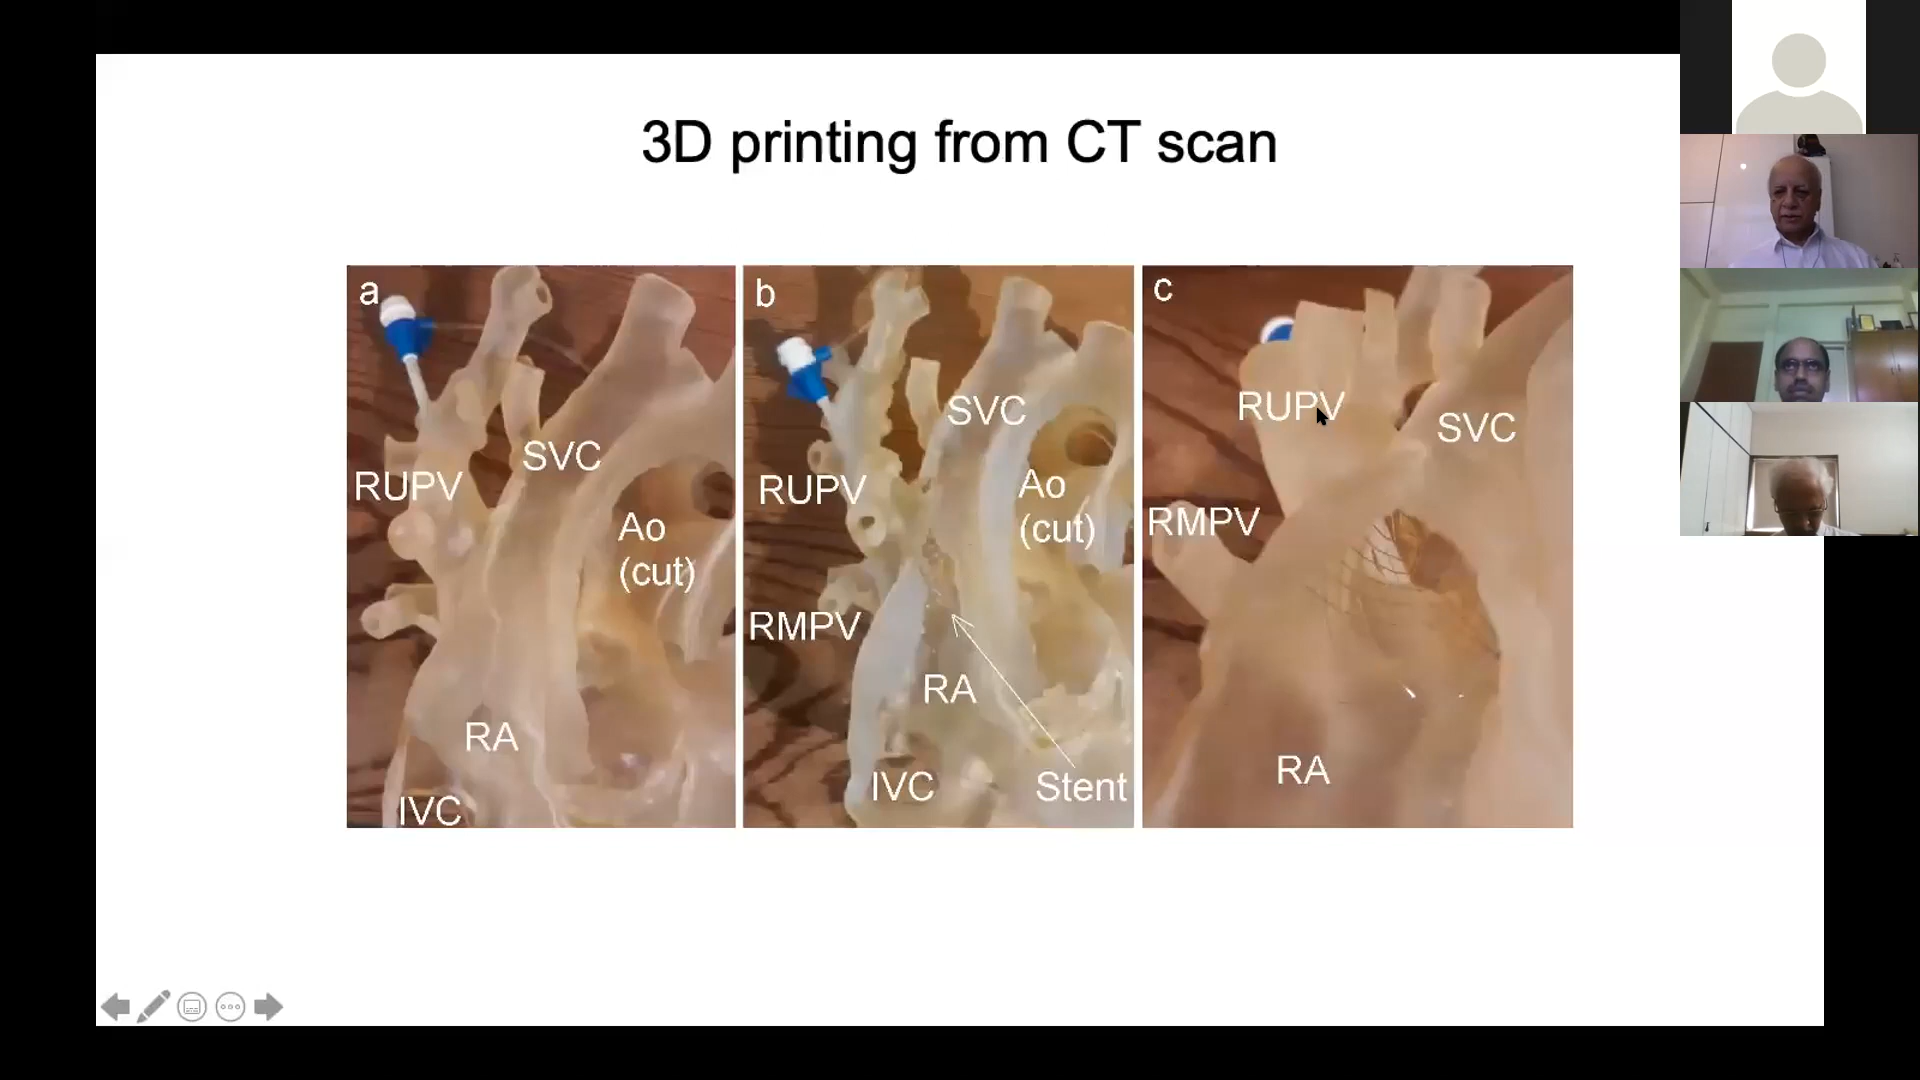 3D printing from CT scan
a
RUPV
SVC
Ao
(cut)
RA
IVC
b
SVC
RUPV
Ao
(cut)
RMPV
RA
IVC
Stent
c
RUPV
SVC
RMPV
RA